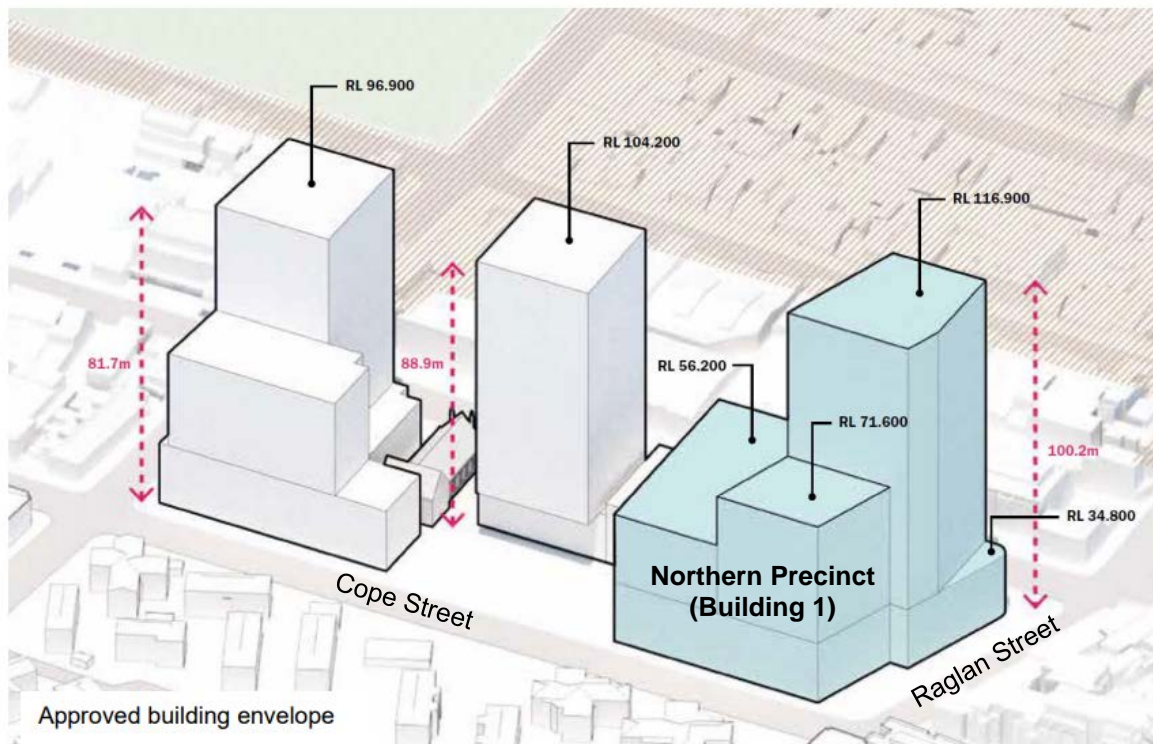 RL 96.900
RL 104.200
RL 116.900
81.7m
88.9m
RL 56.200
RL 71.600
100.2m
RL 34.800
Northern Precinct
(Building 1)
Cope Street
Raglan Street
Approved building envelope